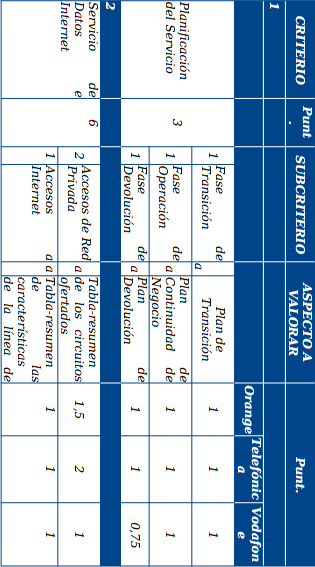 CRITERIO
Punt
.
SUBCRITERIO
ASPECTO A
VALORAR
Punt.
1
Orange
Telefónic
a
Vodafon
e
Planificación
del Servicio
3
1
Fase de
Transición
a
Plan de
Transición
1
1
1
1
Fase de
Operación
a
Plan de
Continuidad de
Negocio
1
1
1
1
Fase de
Devolución
a
Plan de
Devolución
1
1
0,75
2
Servicio de
Datos e
Internet
6
2
Accesos de Red
Privada
a
Tabla-resumen
de los circuitos
ofertados
1,5
2
1
1
Accesos a
Internet
a
Tabla-resumen
de las
características
de la línea de
1
1
1